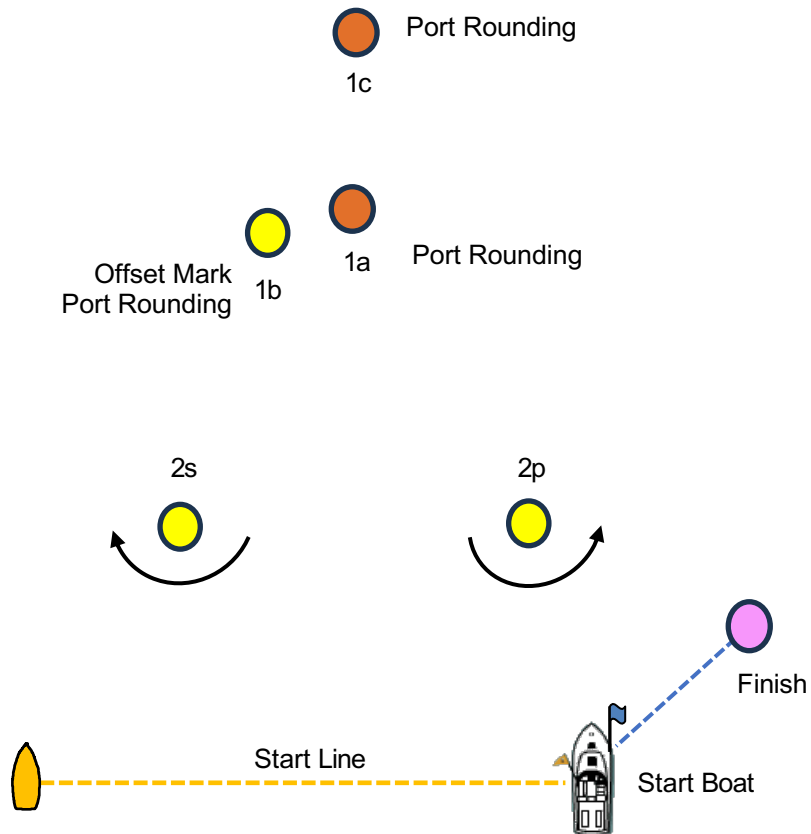 Port Rounding
1c
1a
Port Rounding
Offset Mark
Port Rounding
1b
2s
2p
Finish
Start Line
Start Boat